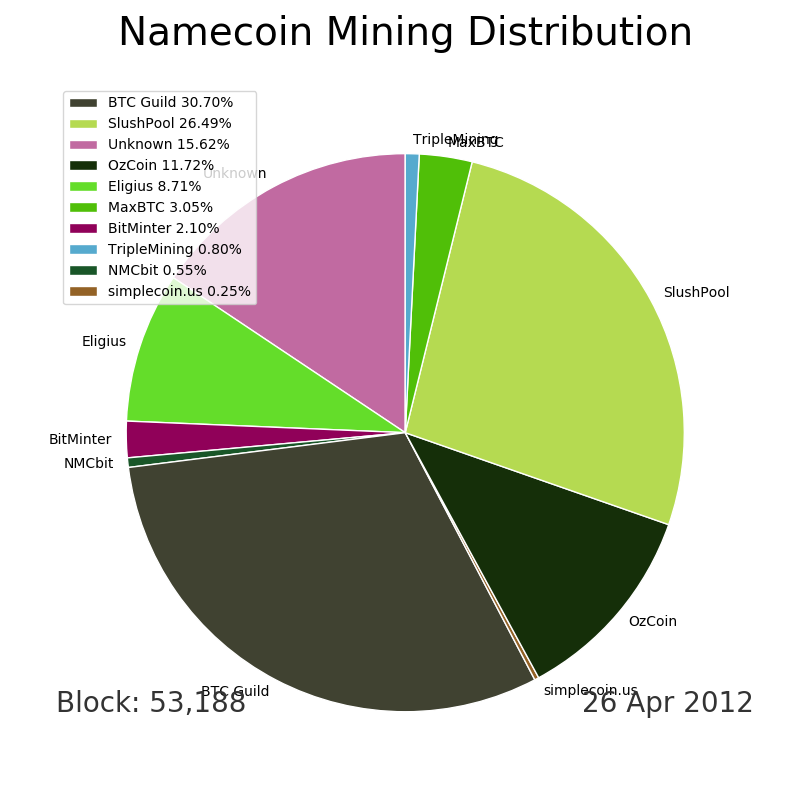 Namecoin Mining Distribution
BTC Guild 30.70%
SlushPool 26.49%
Unknown 15.62%
OzCoin 11.72%
Eligius 8.71%
MaxBTC 3.05%
BitMinter 2.10%
TripleMining 0.80%
NMCbit 0.55%
simplecoin.us 0.25%
TripleMining
MaxBTC
Unknown
SlushPool
Eligius
BitMinter
NMCbit
OzCoin
BTC Guild
simplecoin.us
Block: 53,188
26 Apr 2012